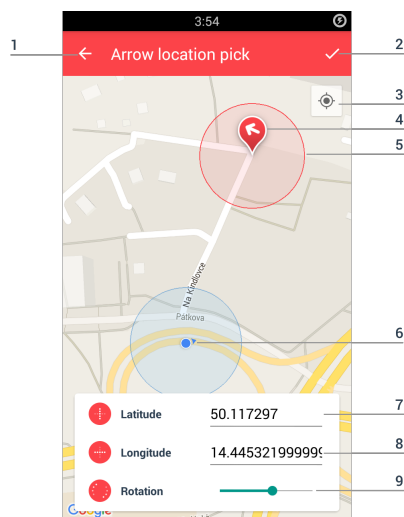 3:54
1
Arrow location pick
2
3
4
5
Na Kindlovce
Pátkova
6
Latitude 50.117297 7
Longitude 14.445321999999 8
Rotation 9
Google